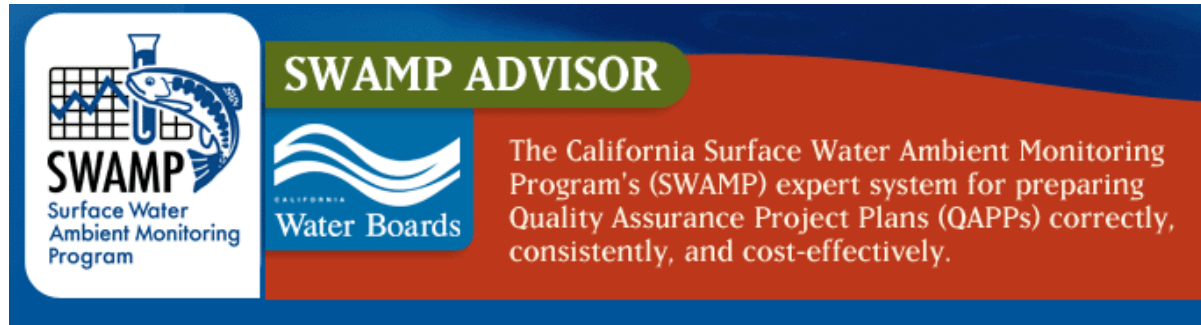 SWAMP
Surface Water
Ambient Monitoring
Program
SWAMP ADVISOR
CALIFORNIA
Water Boards
The California Surface Water Ambient Monitoring
Program's (SWAMP) expert system for preparing
Quality Assurance Project Plans (QAPPs) correctly,
consistently, and cost-effectively.